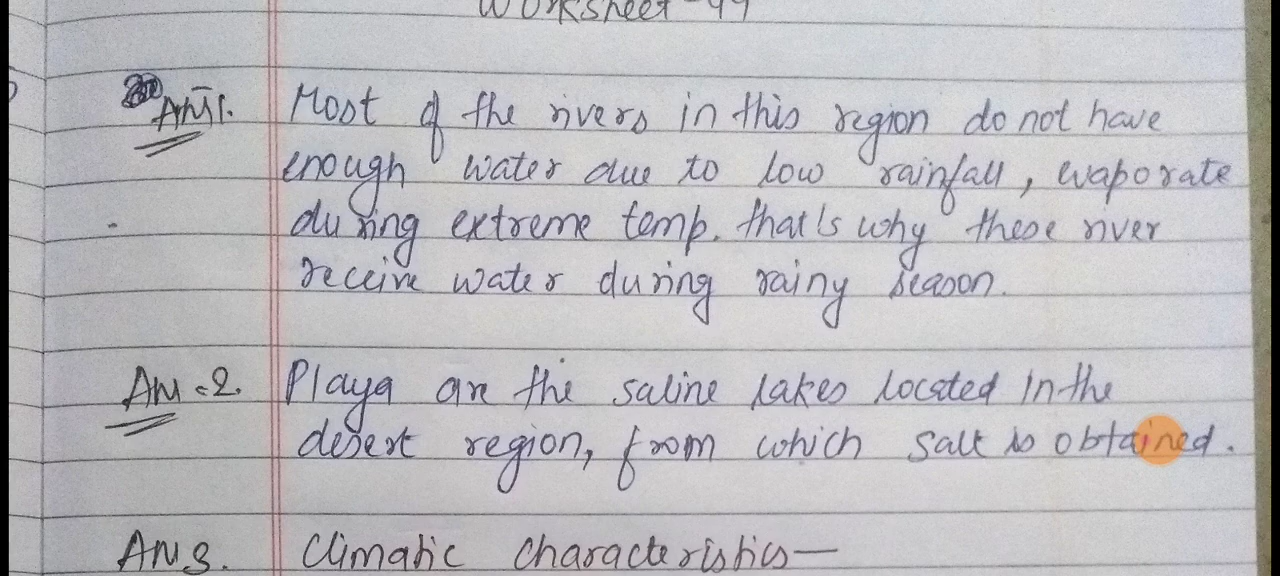 Worksheet-44
Ans1. Most of the rivers in this region do not have
enough water due to low rainfall, evaporate
during extreme temp. that's why these river
receive water during rainy season.
Ans-2. Playa are the saline lakes located in the
desert region, from which salt is obtained.
Ans3. Climatic characteristics—